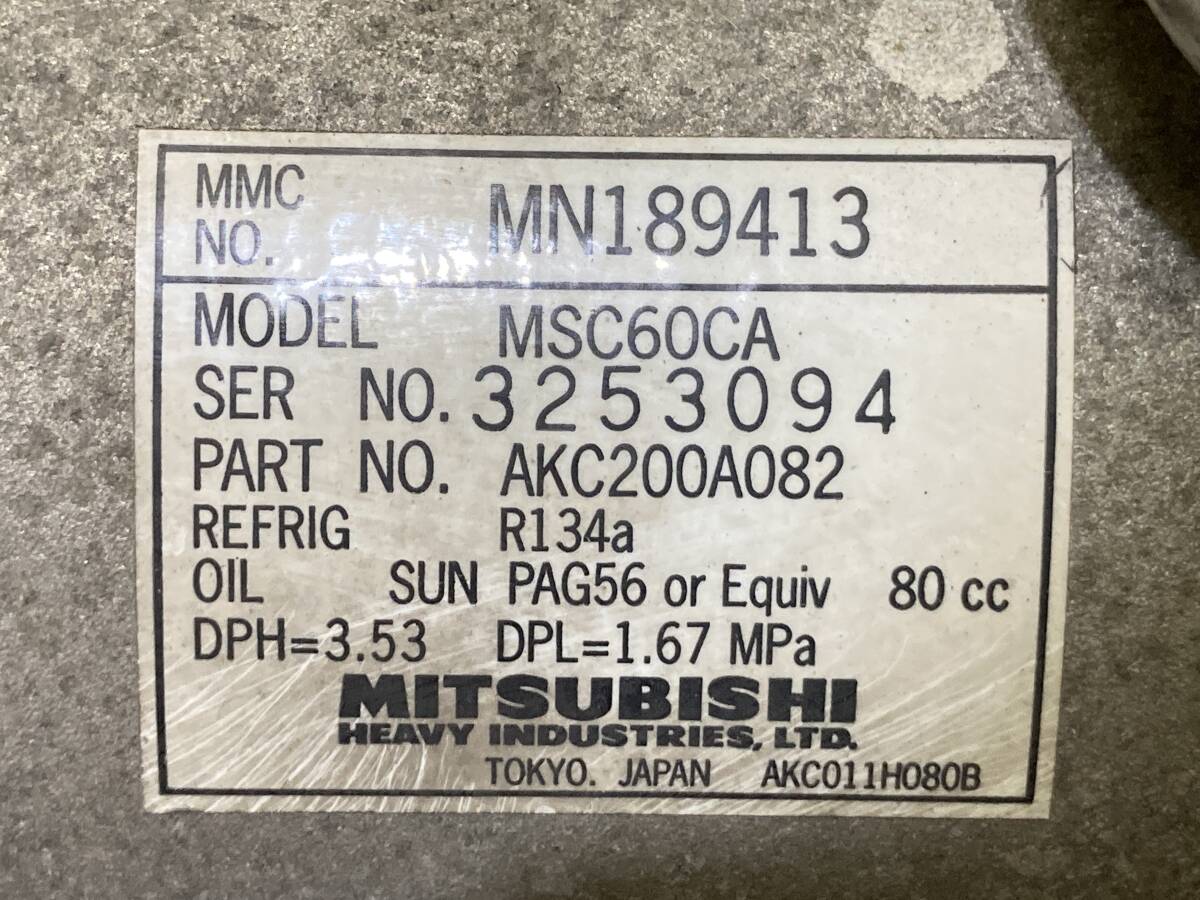 MMC
NO. MN189413
MODEL MSC60CA
SER NO. 3253094
PART NO. AKC200A082
REFRIG R134a
OIL SUN PAG56 or Equiv 80 cc
DPH=3.53 DPL=1.67 MPa
MITSUBISHI
HEAVY INDUSTRIES, LTD.
TOKYO. JAPAN AKC011H080B